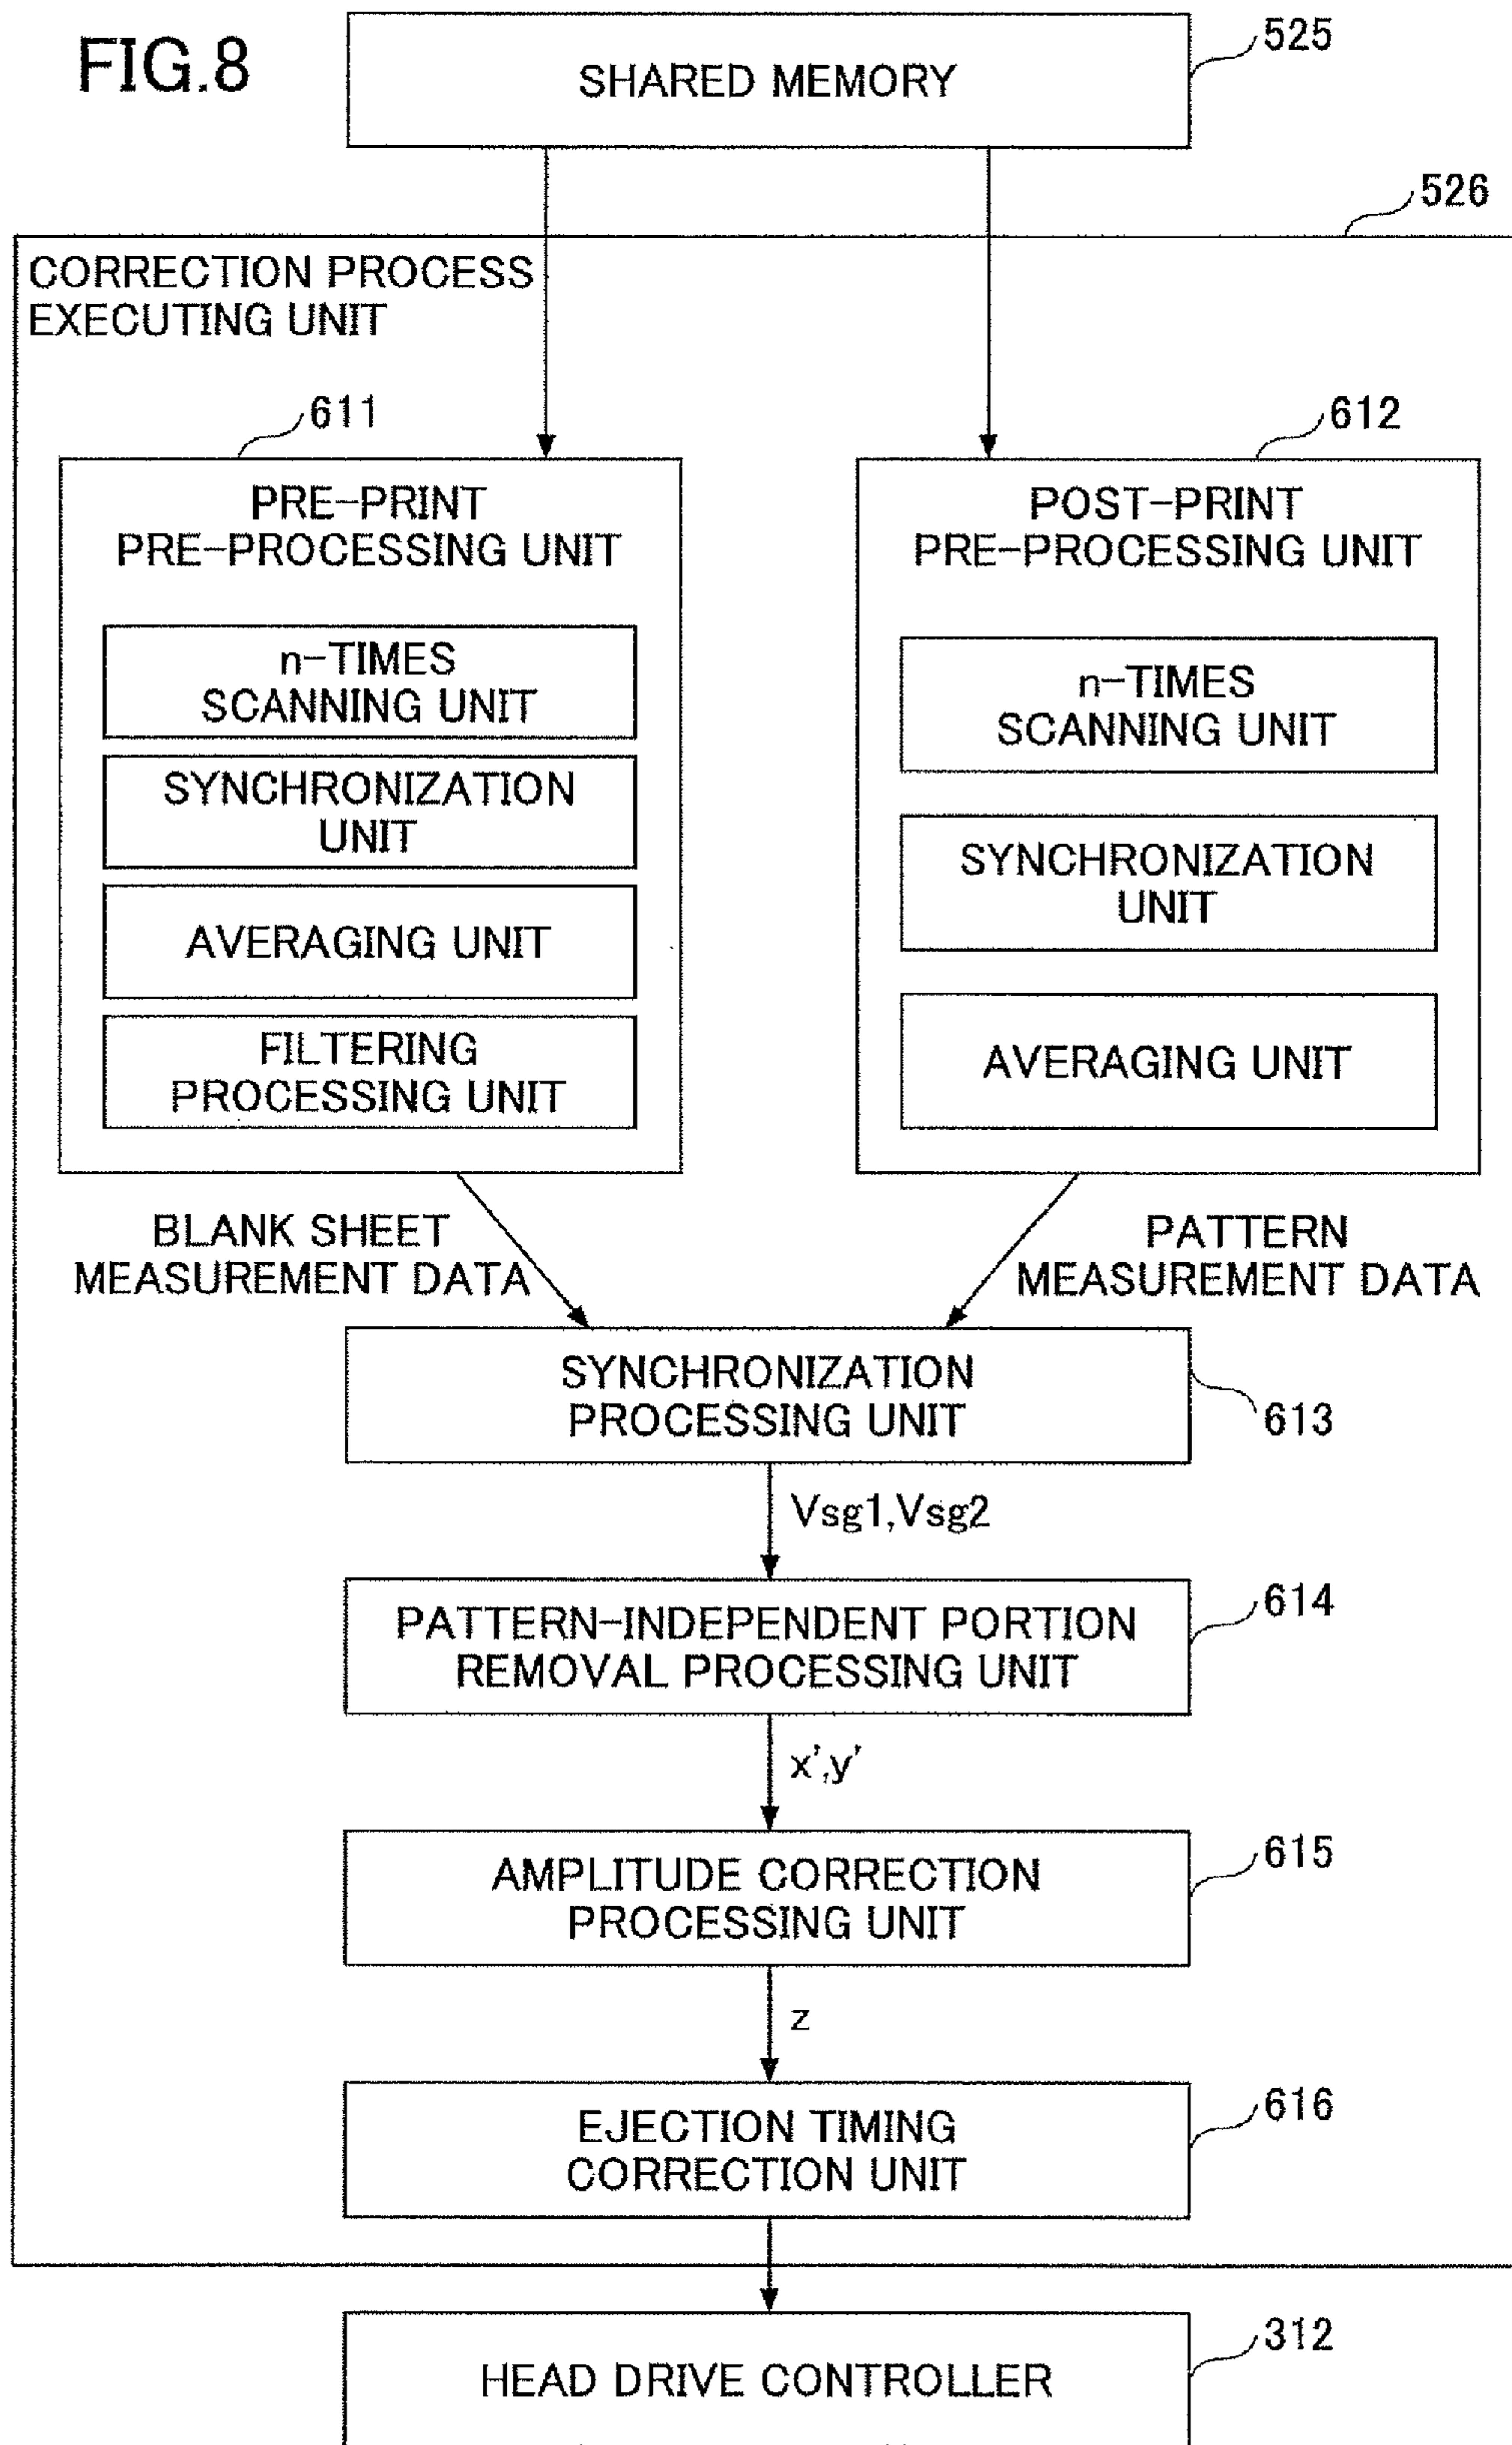 FIG.8
SHARED MEMORY
525
526
CORRECTION PROCESS
EXECUTING UNIT
611
PRE-PRINT
PRE-PROCESSING UNIT
n-TIMES
SCANNING UNIT
SYNCHRONIZATION
UNIT
AVERAGING UNIT
FILTERING
PROCESSING UNIT
612
POST-PRINT
PRE-PROCESSING UNIT
n-TIMES
SCANNING UNIT
SYNCHRONIZATION
UNIT
AVERAGING UNIT
BLANK SHEET
MEASUREMENT DATA
PATTERN
MEASUREMENT DATA
SYNCHRONIZATION
PROCESSING UNIT
613
Vsg1,Vsg2
PATTERN-INDEPENDENT PORTION
REMOVAL PROCESSING UNIT
614
x',y'
AMPLITUDE CORRECTION
PROCESSING UNIT
615
z
EJECTION TIMING
CORRECTION UNIT
616
HEAD DRIVE CONTROLLER
312